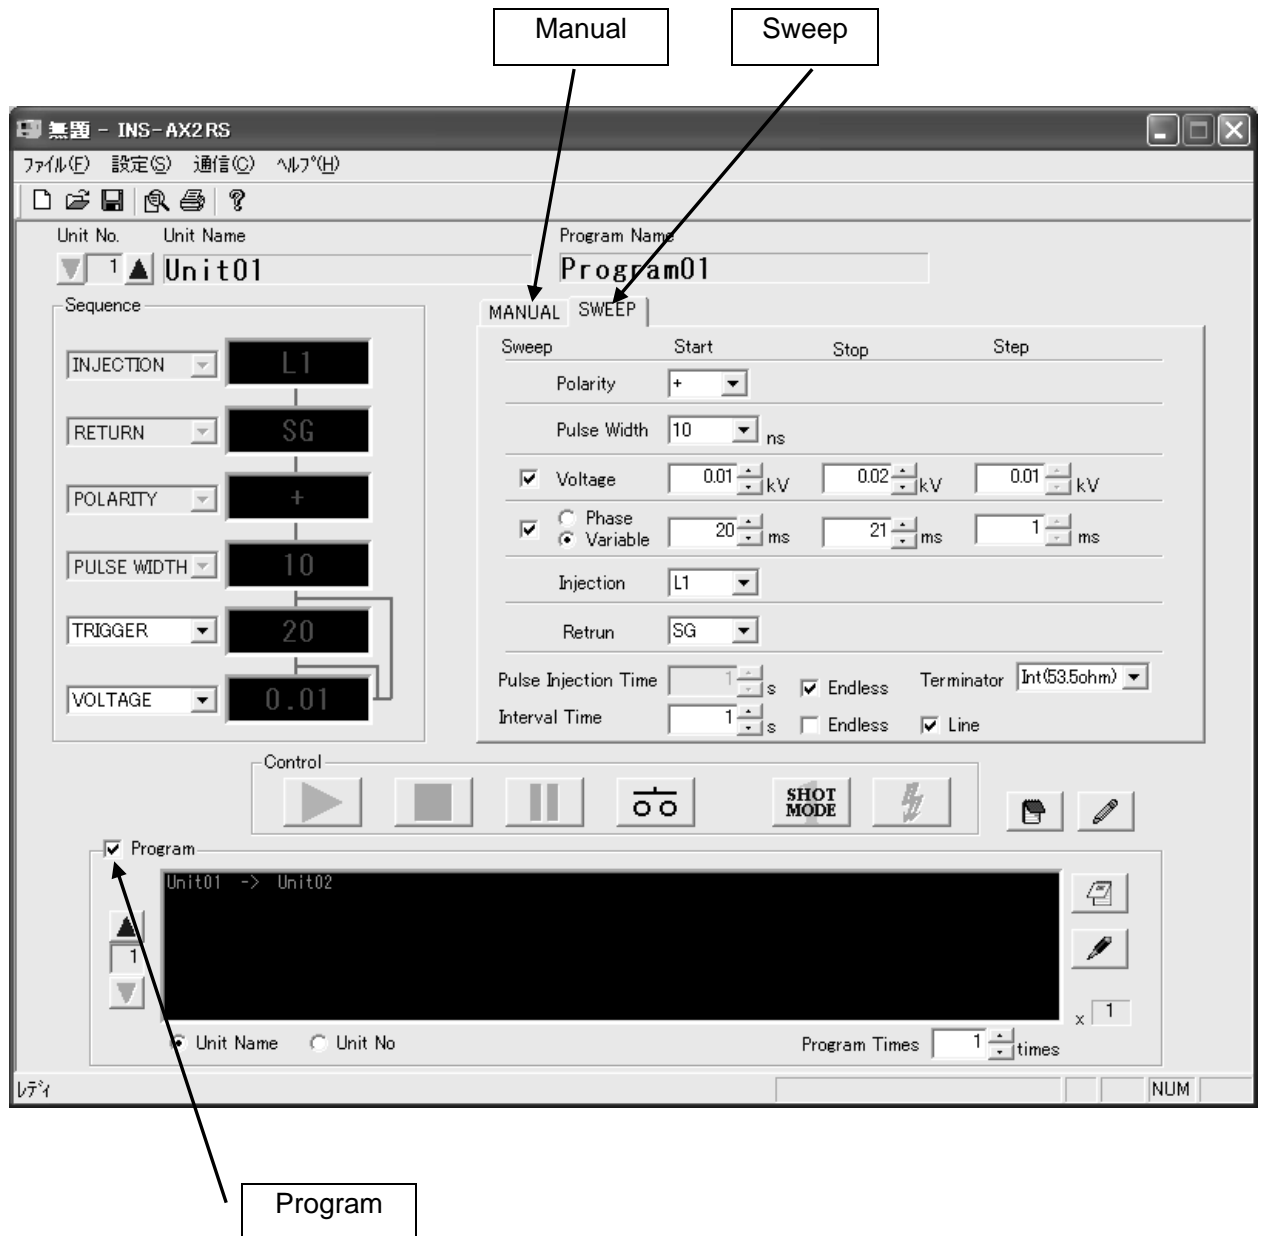 Manual Sweep
無題 - INS-AX2RS
ﾌｧｲﾙ(F) 設定(S) 通信(C) ﾍﾙﾌﾟ(H)
Unit No. Unit Name Program Name
1 Unit01 Program01
Sequence
MANUAL SWEEP
INJECTION L1
RETURN SG
POLARITY +
PULSE WIDTH 10
TRIGGER 20
VOLTAGE 0.01
Sweep Start Stop Step
Polarity +
Pulse Width 10 ns
Voltage 0.01 kV 0.02 kV 0.01 kV
Phase
Variable 20 ms 21 ms 1 ms
Injection L1
Retrun SG
Pulse Injection Time 1 s Endless Terminator Int(53.5ohm)
Interval Time 1 s Endless Line
Control
SHOT
MODE
Program
Unit01 -> Unit02
1
x 1
Unit Name Unit No Program Times 1 times
ﾚﾃﾞｨ NUM
Program